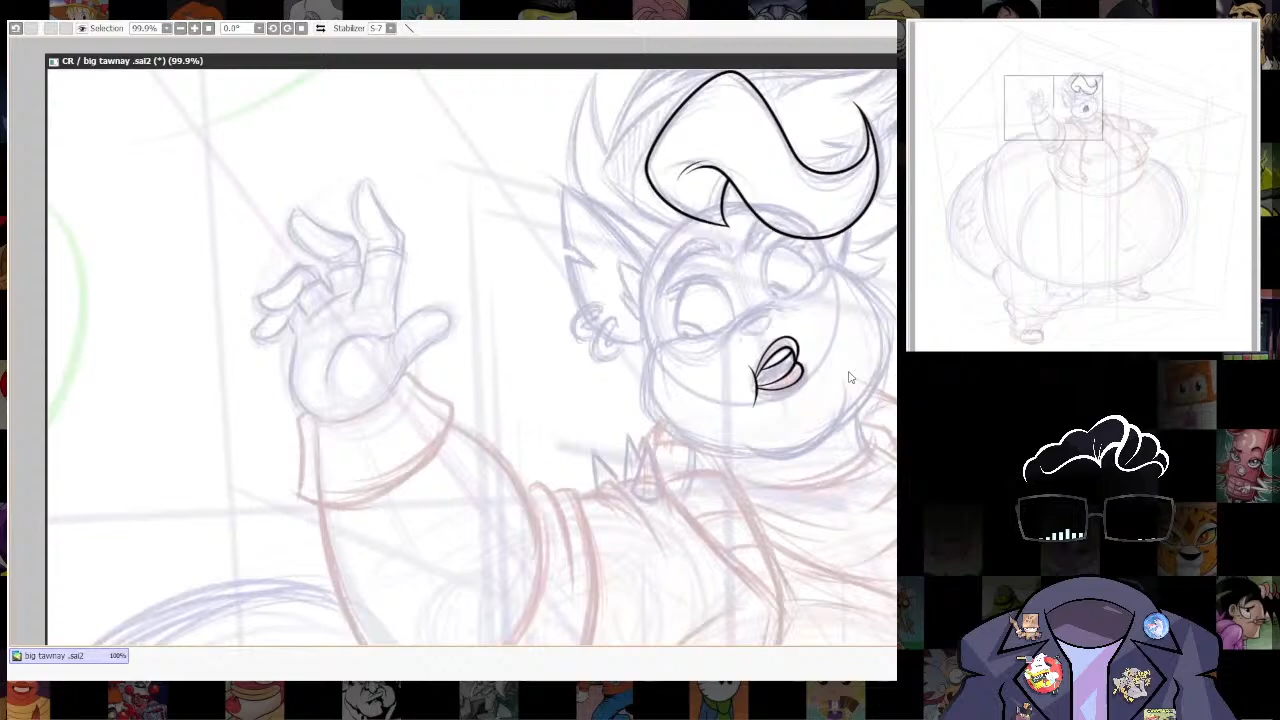 Selection 99.9% 0.0° Stabilizer S-7
CR / big tawnay .sai2 (*) (99.9%)
big tawnay .sai2 100%